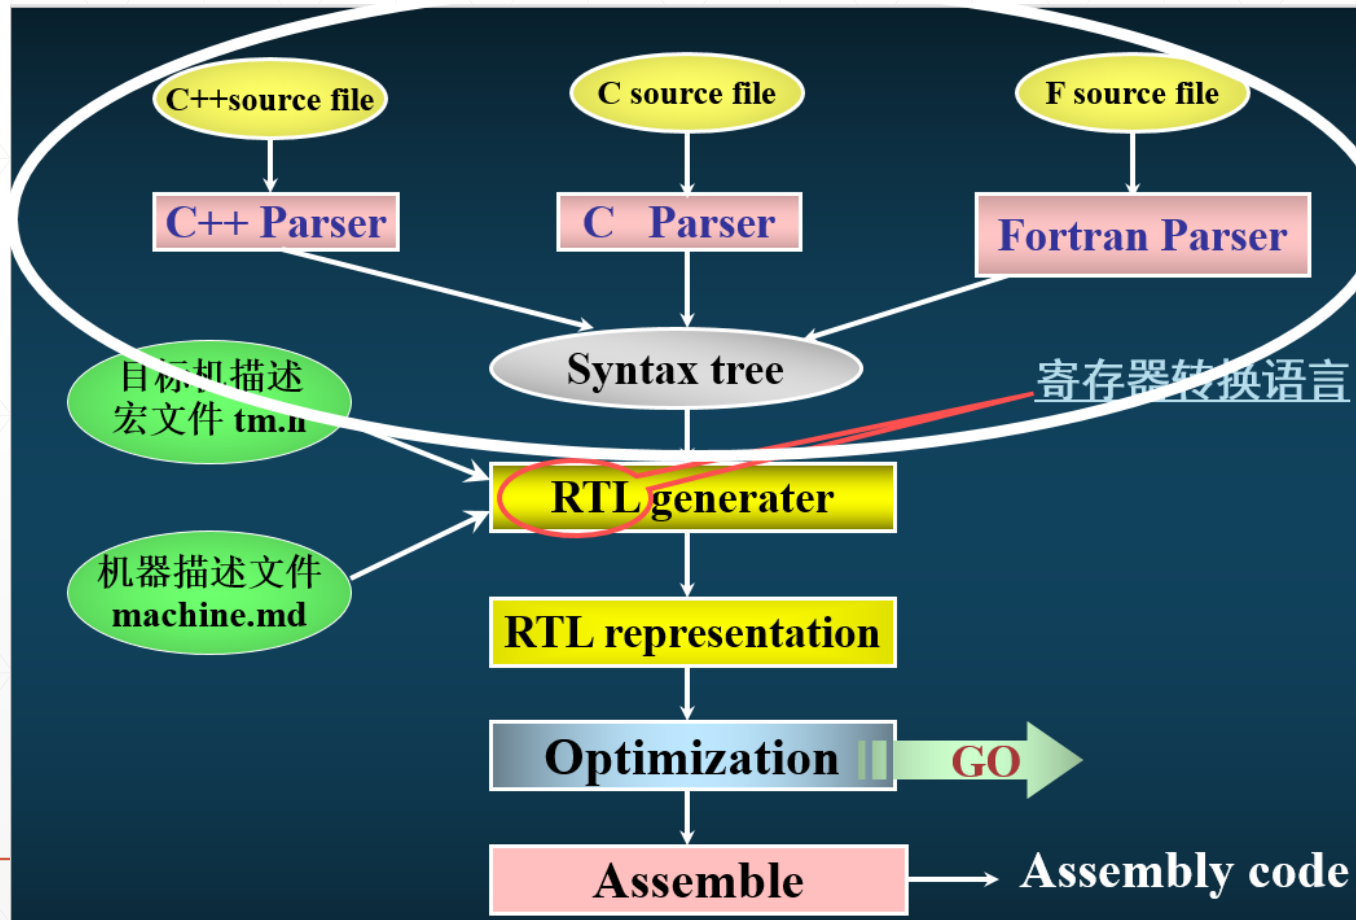 C++source file
C source file
F source file
C++ Parser
C Parser
Fortran Parser
Syntax tree
目标机描述
宏文件 tm.h
寄存器转换语言
RTL generater
机器描述文件
machine.md
RTL representation
Optimization
GO
Assemble
Assembly code